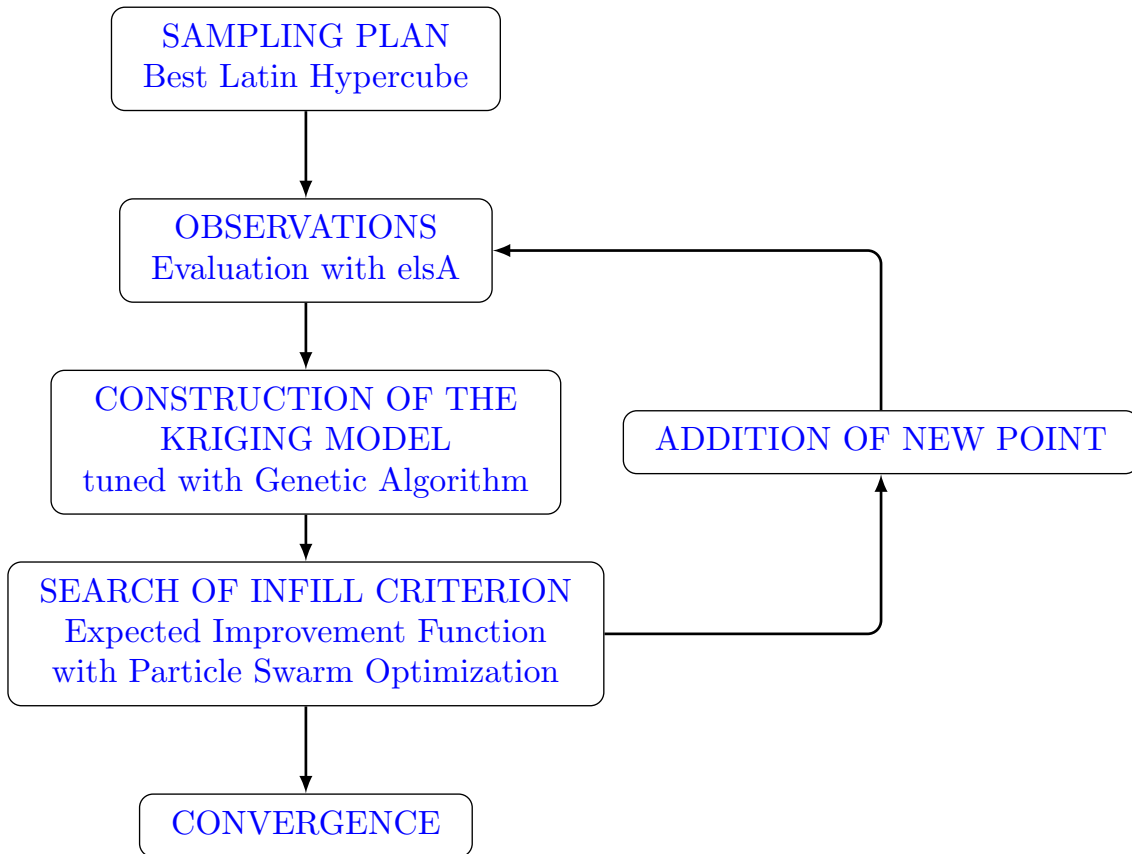 SAMPLING PLAN
Best Latin Hypercube
OBSERVATIONS
Evaluation with elsA
CONSTRUCTION OF THE
KRIGING MODEL
tuned with Genetic Algorithm
ADDITION OF NEW POINT
SEARCH OF INFILL CRITERION
Expected Improvement Function
with Particle Swarm Optimization
CONVERGENCE